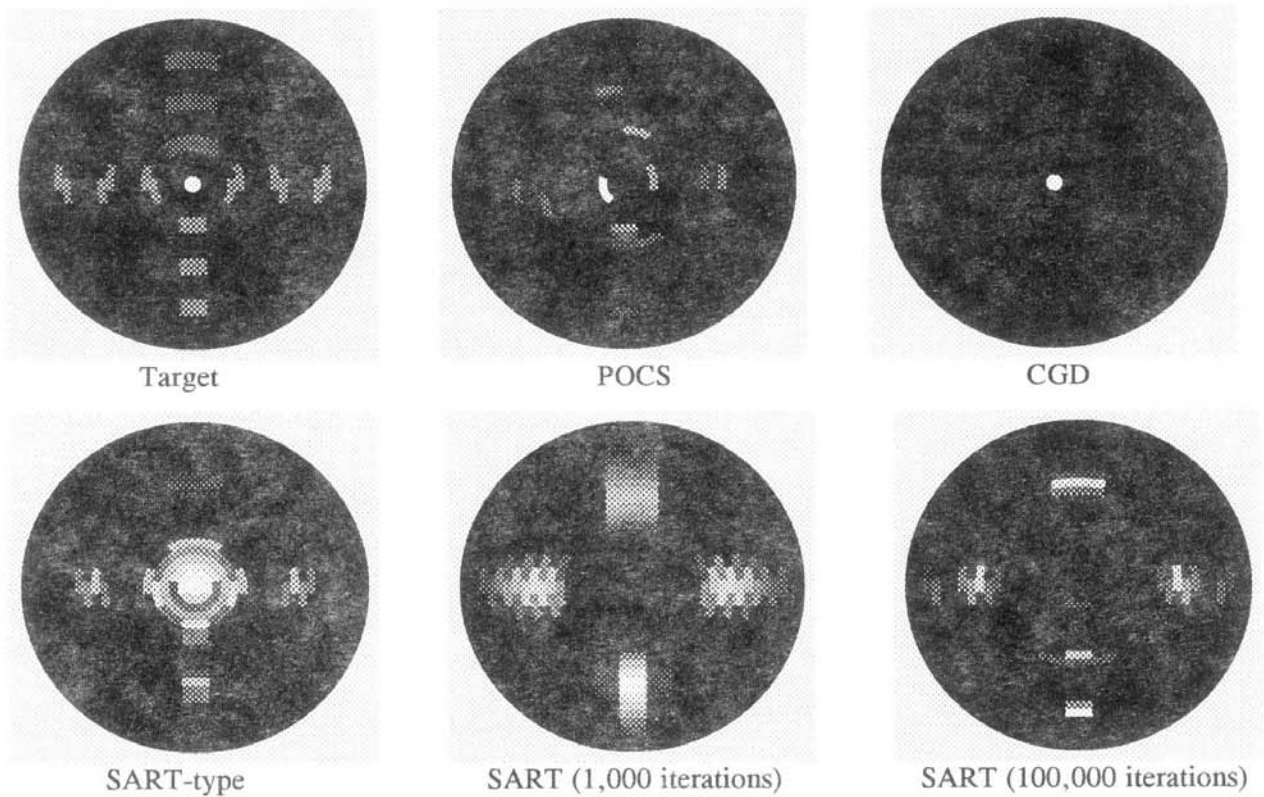 Target
POCS
CGD
SART-type
SART (1,000 iterations)
SART (100,000 iterations)